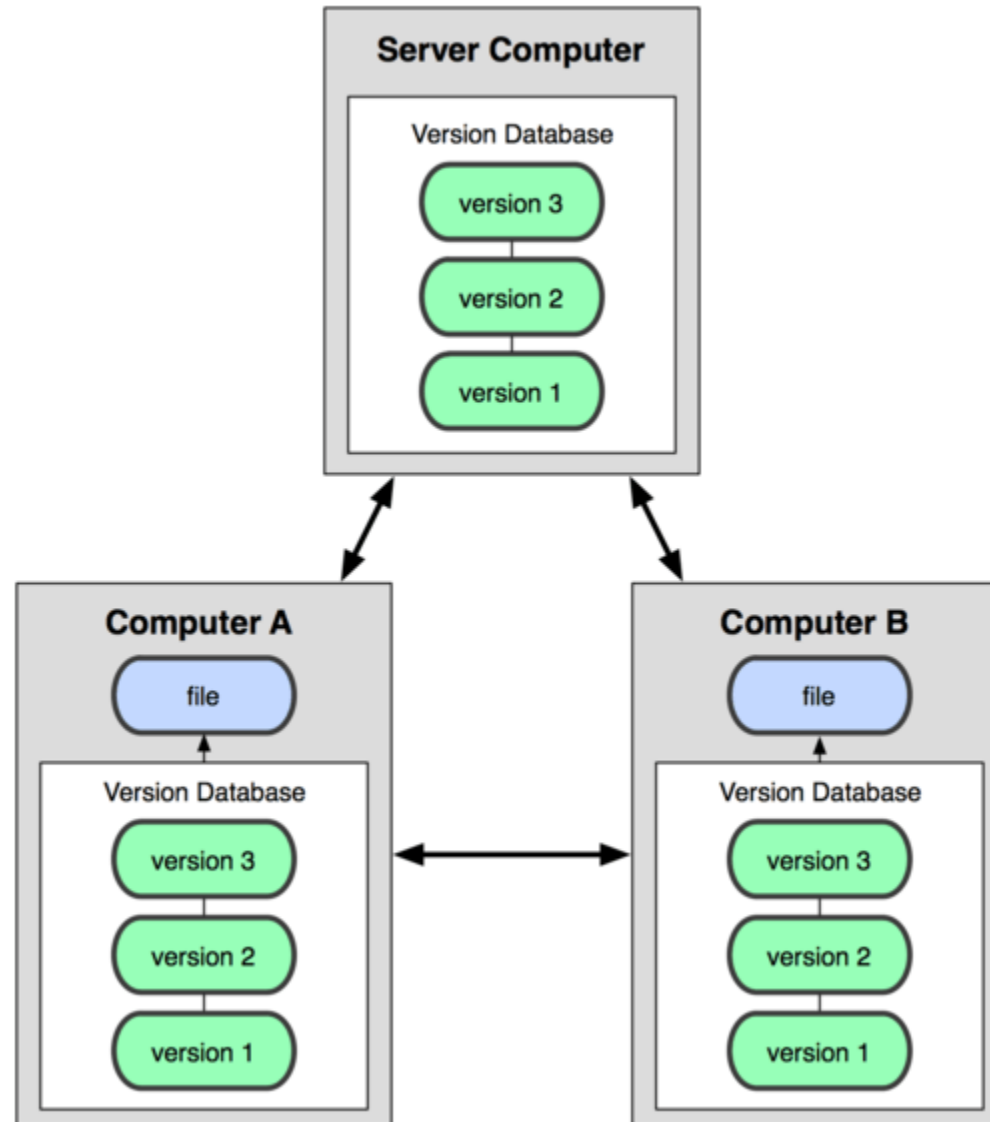 Server Computer
Version Database
version 3
version 2
version 1
Computer A
file
Version Database
version 3
version 2
version 1
Computer B
file
Version Database
version 3
version 2
version 1